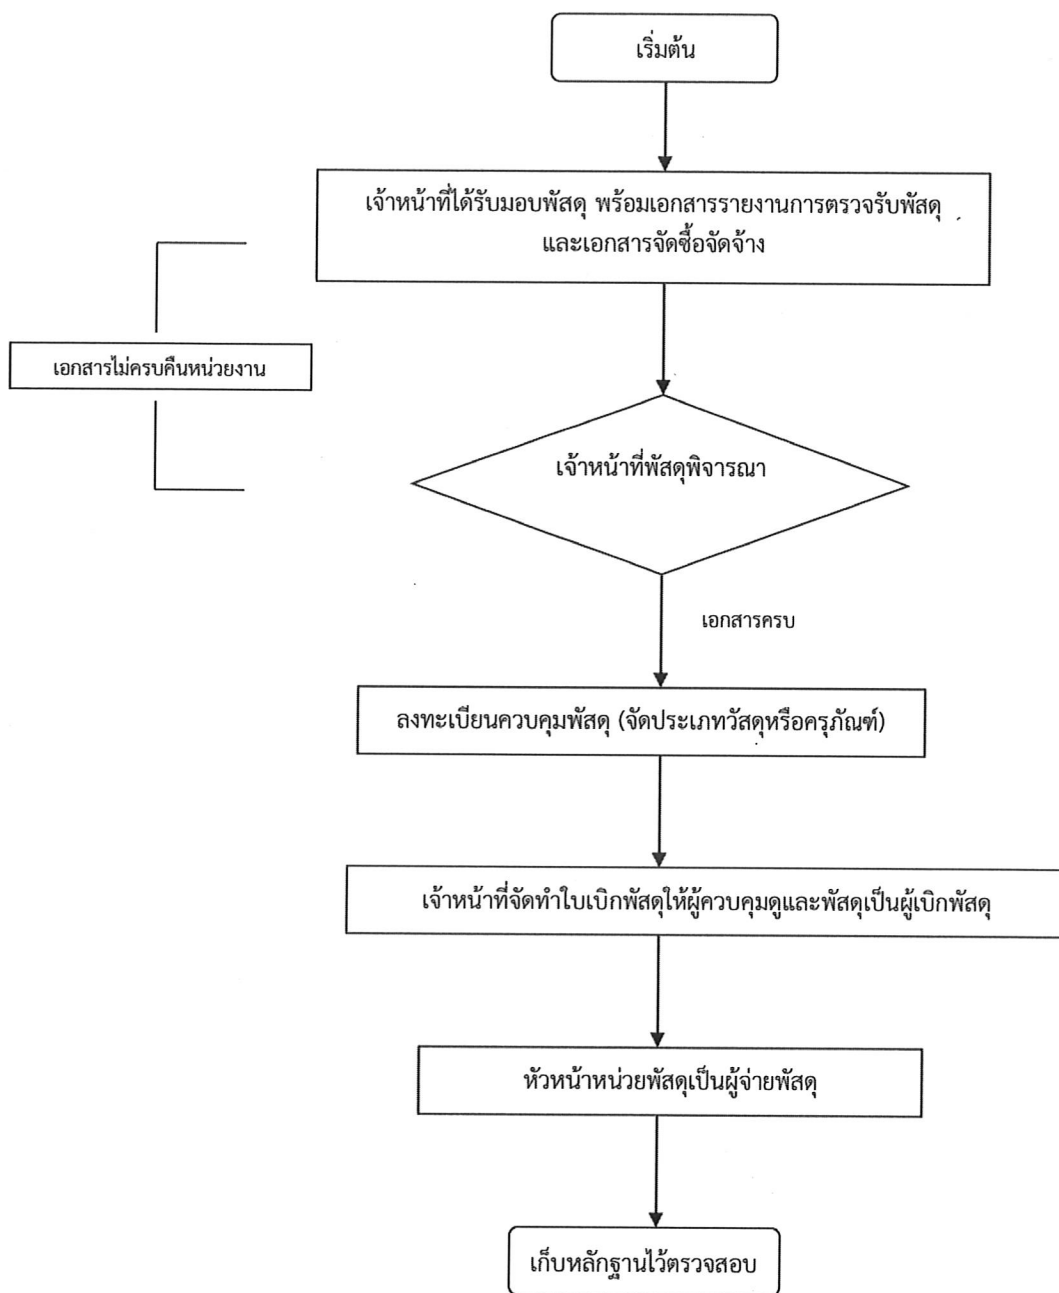 เริ่มต้น
เจ้าหน้าที่ได้รับมอบพัสดุ พร้อมเอกสารรายงานการตรวจรับพัสดุ
และเอกสารจัดซื้อจัดจ้าง
เอกสารไม่ครบคืนหน่วยงาน
เจ้าหน้าที่พัสดุพิจารณา
เอกสารครบ
ลงทะเบียนควบคุมพัสดุ (จัดประเภทวัสดุหรือครุภัณฑ์)
เจ้าหน้าที่จัดทำใบเบิกพัสดุให้ผู้ควบคุมดูและพัสดุเป็นผู้เบิกพัสดุ
หัวหน้าหน่วยพัสดุเป็นผู้จ่ายพัสดุ
เก็บหลักฐานไว้ตรวจสอบ